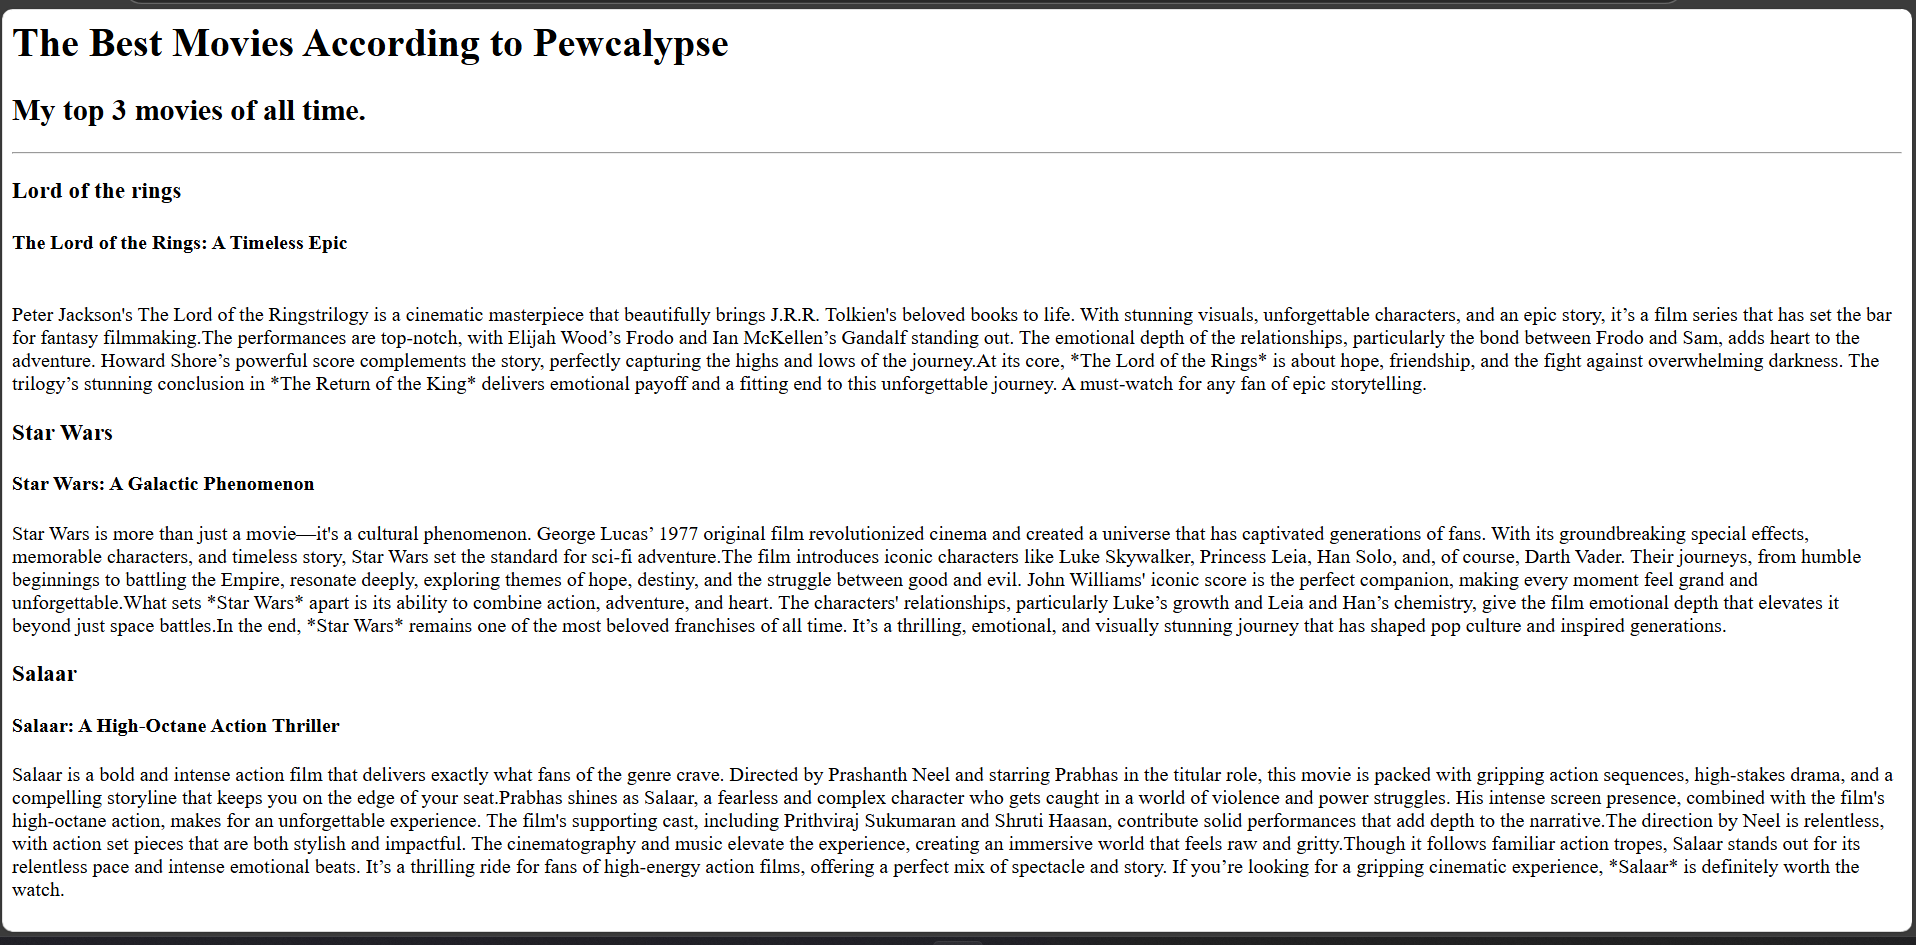 The Best Movies According to Pewcalypse
My top 3 movies of all time.
Lord of the rings
The Lord of the Rings: A Timeless Epic
Peter Jackson's The Lord of the Ringstrilogy is a cinematic masterpiece that beautifully brings J.R.R. Tolkien's beloved books to life. With stunning visuals, unforgettable characters, and an epic story, it’s a film series that has set the bar
for fantasy filmmaking.The performances are top-notch, with Elijah Wood’s Frodo and Ian McKellen’s Gandalf standing out. The emotional depth of the relationships, particularly the bond between Frodo and Sam, adds heart to the
adventure. Howard Shore’s powerful score complements the story, perfectly capturing the highs and lows of the journey.At its core, *The Lord of the Rings* is about hope, friendship, and the fight against overwhelming darkness. The
trilogy’s stunning conclusion in *The Return of the King* delivers emotional payoff and a fitting end to this unforgettable journey. A must-watch for any fan of epic storytelling.
Star Wars
Star Wars: A Galactic Phenomenon
Star Wars is more than just a movie—it's a cultural phenomenon. George Lucas’ 1977 original film revolutionized cinema and created a universe that has captivated generations of fans. With its groundbreaking special effects,
memorable characters, and timeless story, Star Wars set the standard for sci-fi adventure.The film introduces iconic characters like Luke Skywalker, Princess Leia, Han Solo, and, of course, Darth Vader. Their journeys, from humble
beginnings to battling the Empire, resonate deeply, exploring themes of hope, destiny, and the struggle between good and evil. John Williams' iconic score is the perfect companion, making every moment feel grand and
unforgettable.What sets *Star Wars* apart is its ability to combine action, adventure, and heart. The characters' relationships, particularly Luke’s growth and Leia and Han’s chemistry, give the film emotional depth that elevates it
beyond just space battles.In the end, *Star Wars* remains one of the most beloved franchises of all time. It’s a thrilling, emotional, and visually stunning journey that has shaped pop culture and inspired generations.
Salaar
Salaar: A High-Octane Action Thriller
Salaar is a bold and intense action film that delivers exactly what fans of the genre crave. Directed by Prashanth Neel and starring Prabhas in the titular role, this movie is packed with gripping action sequences, high-stakes drama, and a
compelling storyline that keeps you on the edge of your seat.Prabhas shines as Salaar, a fearless and complex character who gets caught in a world of violence and power struggles. His intense screen presence, combined with the film's
high-octane action, makes for an unforgettable experience. The film's supporting cast, including Prithviraj Sukumaran and Shruti Haasan, contribute solid performances that add depth to the narrative.The direction by Neel is relentless,
with action set pieces that are both stylish and impactful. The cinematography and music elevate the experience, creating an immersive world that feels raw and gritty.Though it follows familiar action tropes, Salaar stands out for its
relentless pace and intense emotional beats. It’s a thrilling ride for fans of high-energy action films, offering a perfect mix of spectacle and story. If you’re looking for a gripping cinematic experience, *Salaar* is definitely worth the
watch.